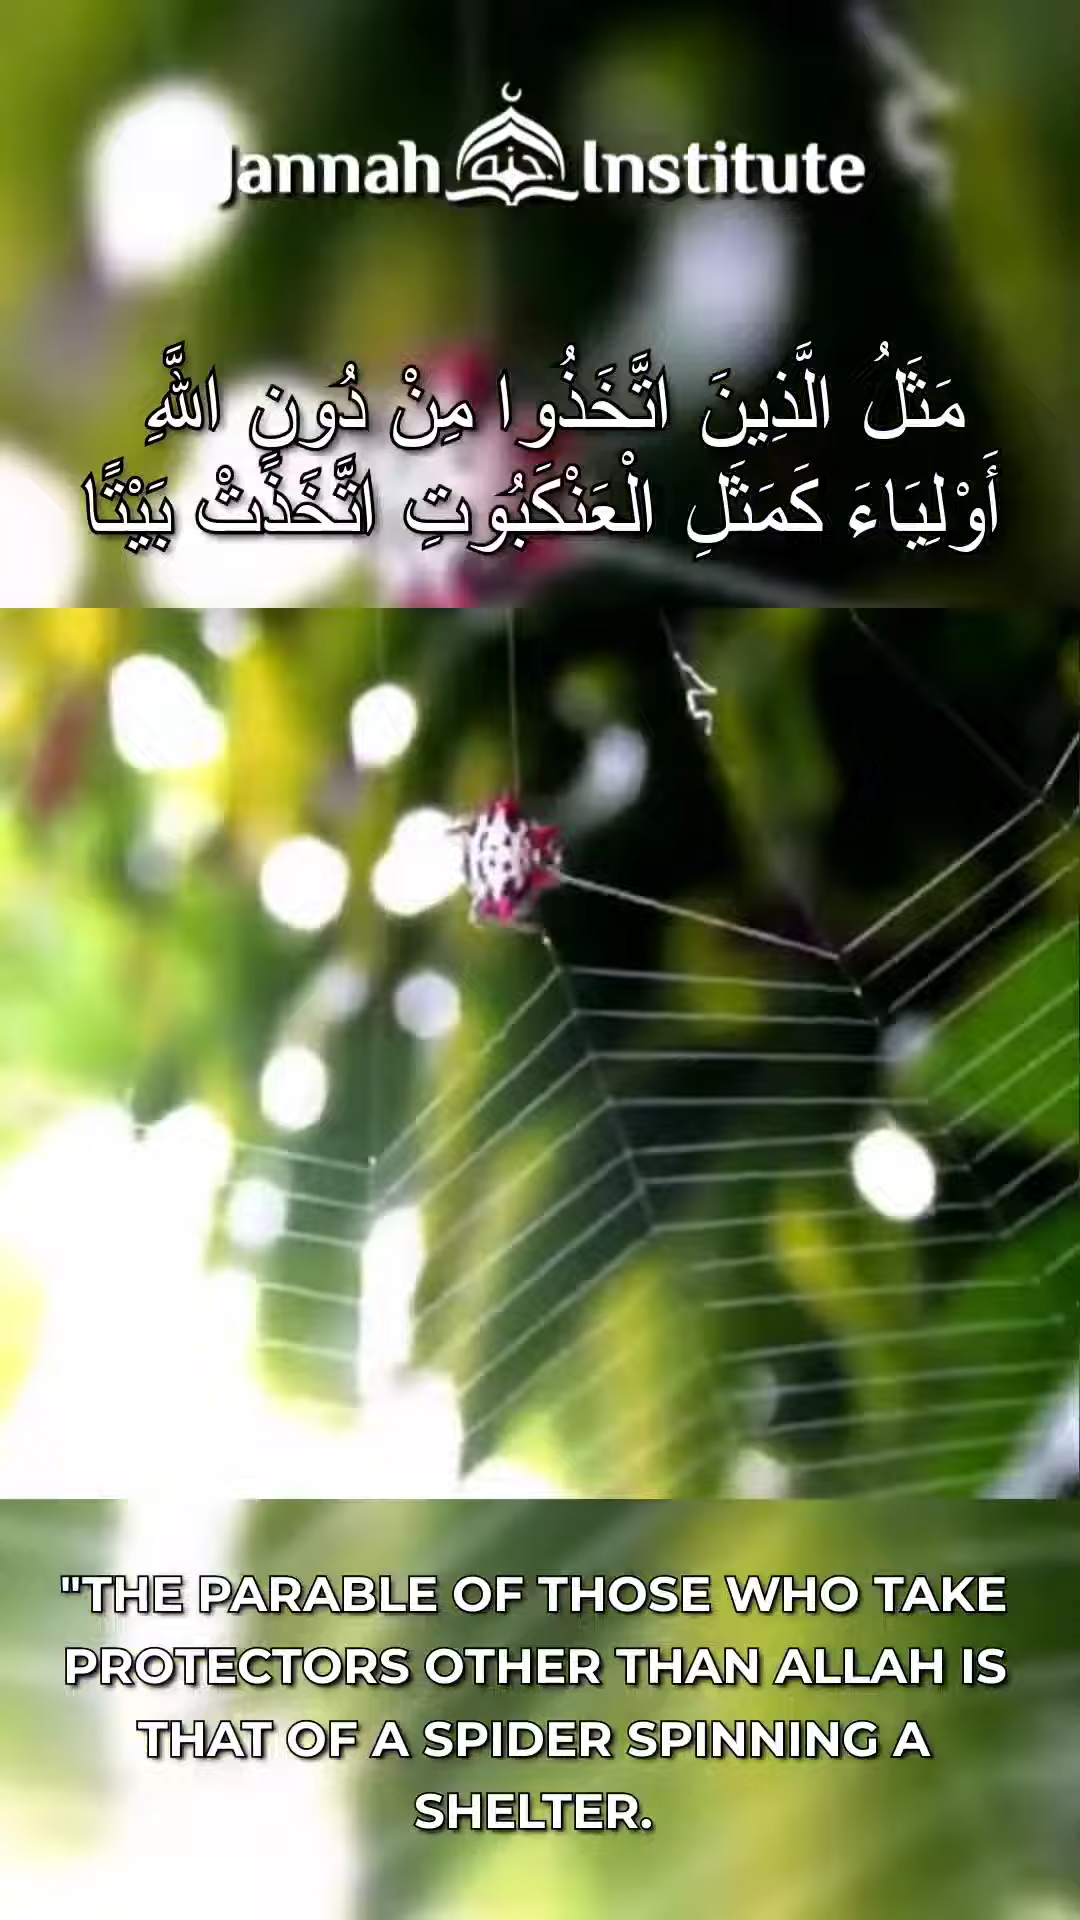 Jannah جنة Institute
مَثَلُ الَّذِينَ اتَّخَذُوا مِنْ دُونِ اللَّهِ
أَوْلِيَاءَ كَمَثَلِ الْعَنْكَبُوتِ اتَّخَذَتْ بَيْتًا
"THE PARABLE OF THOSE WHO TAKE
PROTECTORS OTHER THAN ALLAH IS
THAT OF A SPIDER SPINNING A
SHELTER.